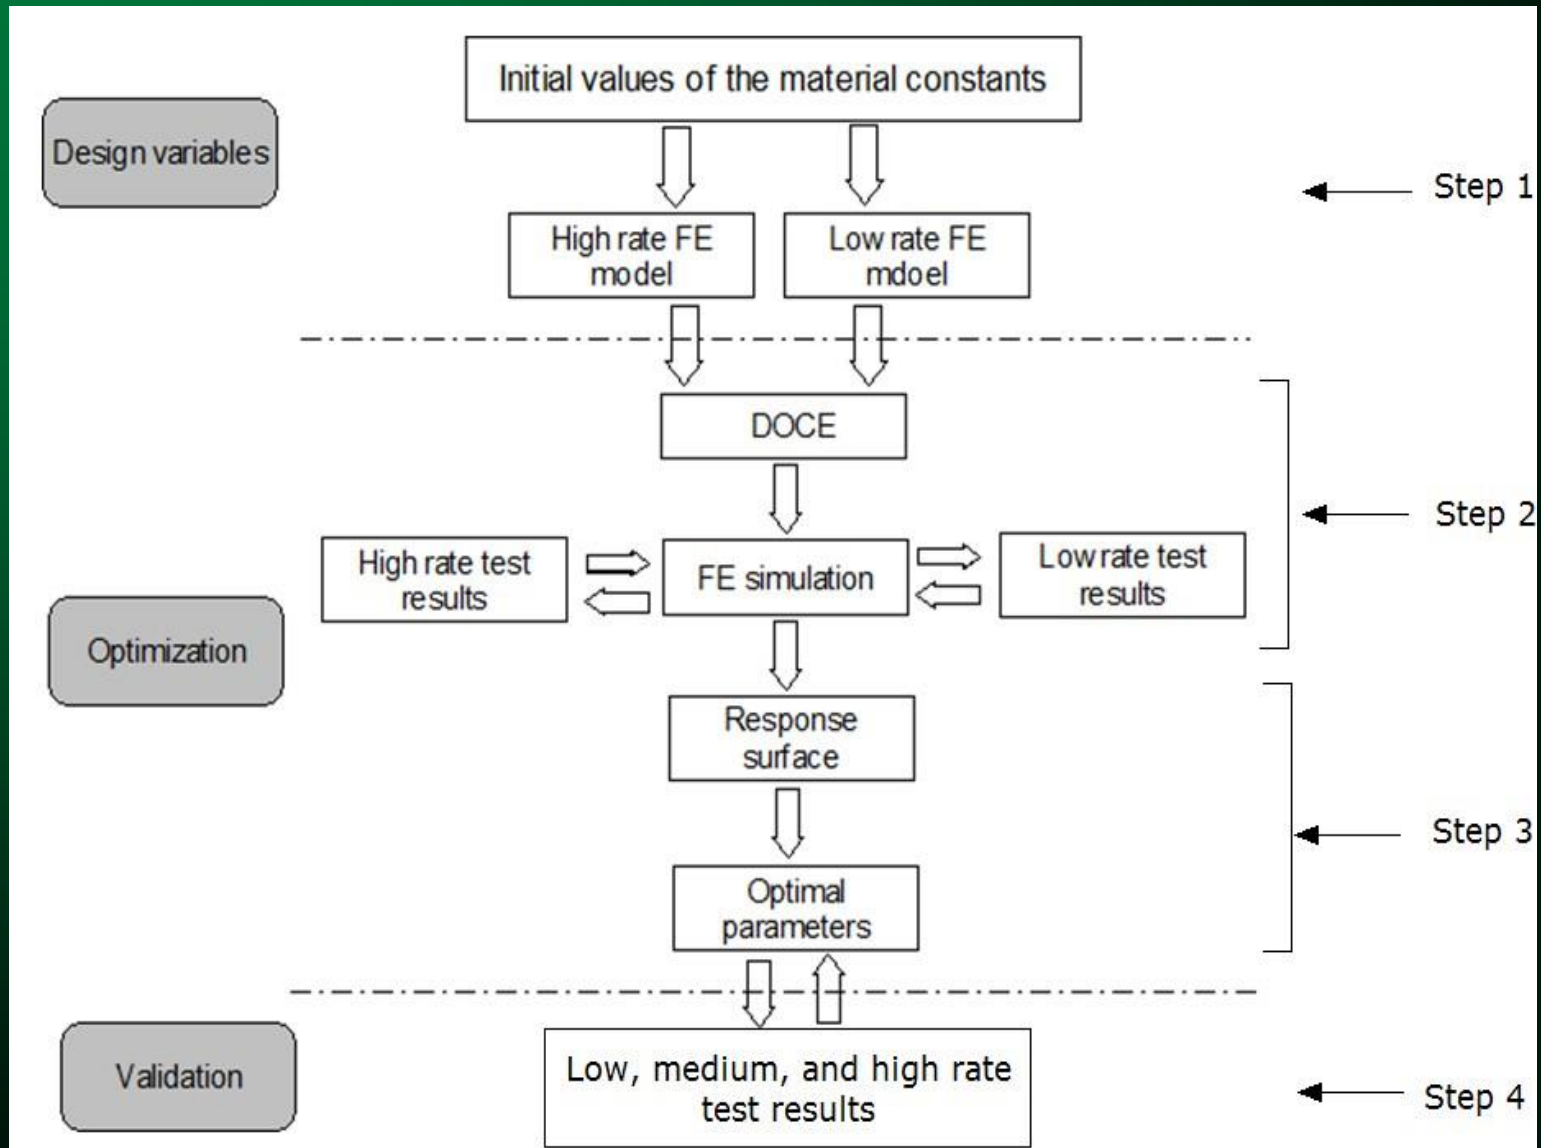 Initial values of the material constants
Design variables
Step 1
High rate FE
model
Low rate FE
mdoel
DOCE
Step 2
High rate test
results
FE simulation
Low rate test
results
Optimization
Response
surface
Step 3
Optimal
parameters
Validation
Low, medium, and high rate
test results
Step 4